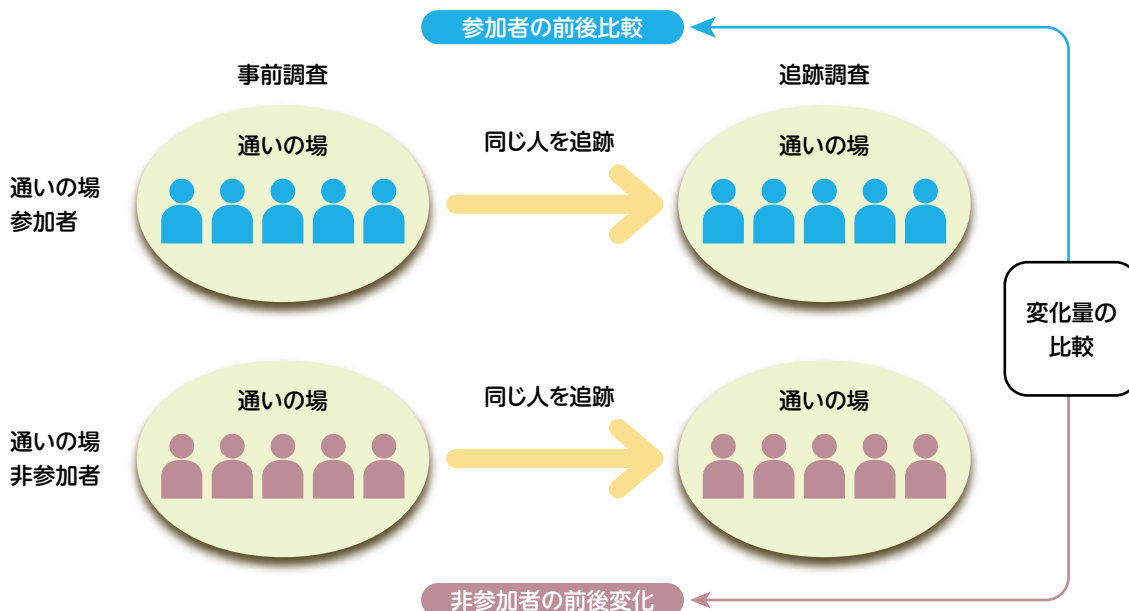 参加者の前後比較
事前調査
追跡調査
通いの場
同じ人を追跡
通いの場
通いの場
参加者
変化量の
比較
通いの場
同じ人を追跡
通いの場
通いの場
非参加者
非参加者の前後変化